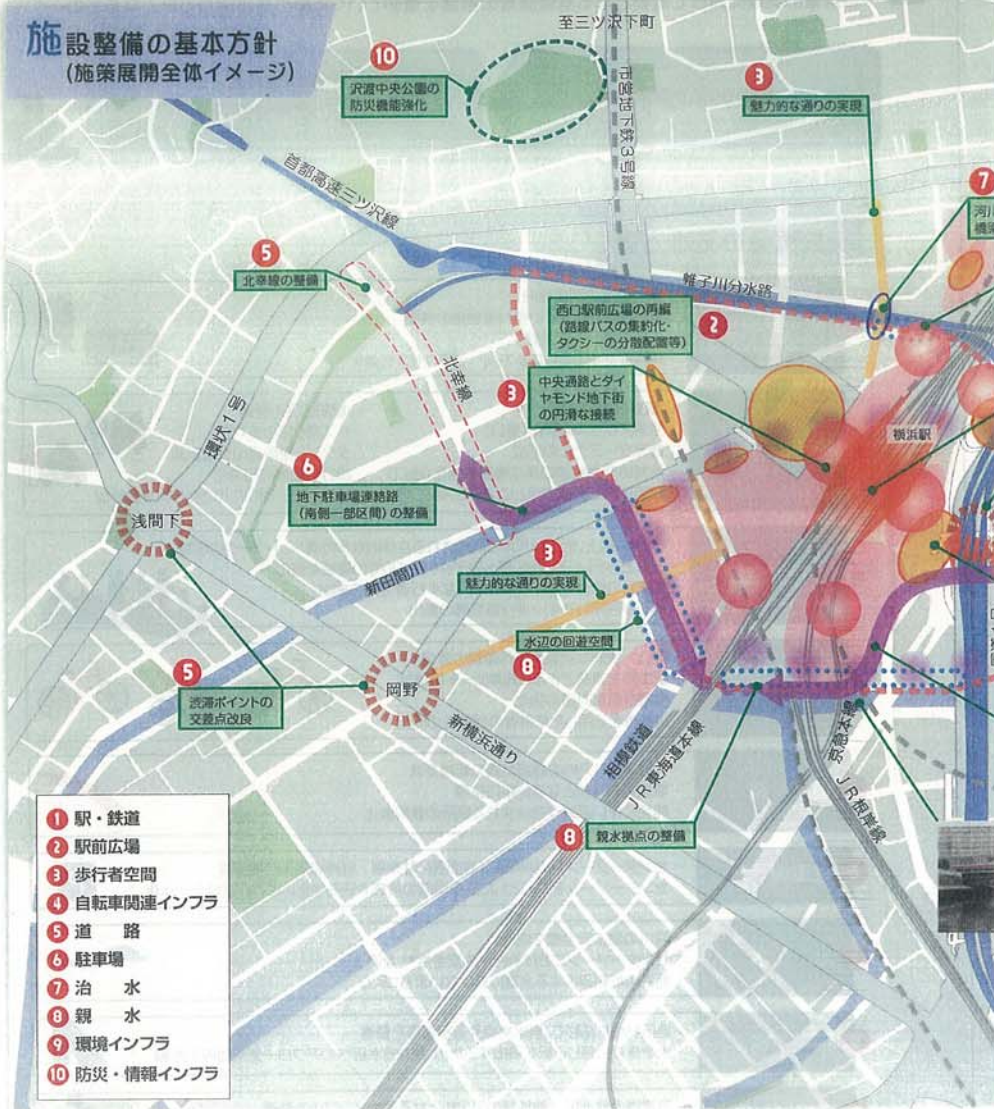 施設整備の基本方針
(施策展開全体イメージ)
至三ツ沢下町
10
沢渡中央公園の
防災機能強化
市営地下鉄3号線
3
魅力的な通りの実現
7
河川
首都高速三ツ沢線
5
北幸線の整備
帷子川分水路
西口駅前広場の再編
(路線バスの集約化・
タクシーの分散配置等)
2
北幸線
3
中央通路とダイ
ヤモンド地下街
の円滑な接続
横浜駅
環状1号
6
地下駐車場連絡路
(南側一部区間)の整備
浅間下
新田間川
3
魅力的な通りの実現
水辺の回遊空間
8
5
渋滞ポイントの
交差点改良
岡野
新横浜通り
相模鉄道
JR東海道本線
京急本線
JR根岸線
8
親水拠点の整備
1 駅・鉄道
2 駅前広場
3 歩行者空間
4 自転車関連インフラ
5 道 路
6 駐車場
7 治 水
8 親 水
9 環境インフラ
10 防災・情報インフラ